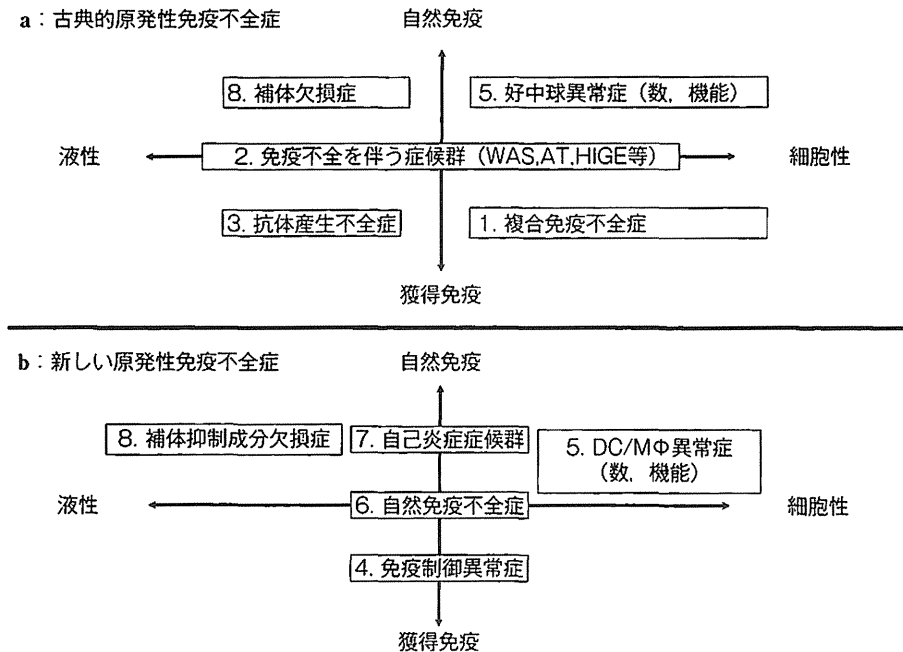 a：古典的原発性免疫不全症
自然免疫
8. 補体欠損症
5. 好中球異常症（数，機能）
液性
2. 免疫不全を伴う症候群（WAS,AT,HIGE等）
細胞性
3. 抗体産生不全症
1. 複合免疫不全症
獲得免疫
b：新しい原発性免疫不全症
自然免疫
8. 補体抑制成分欠損症
7. 自己炎症症候群
5. DC/MΦ異常症
（数，機能）
液性
6. 自然免疫不全症
細胞性
4. 免疫制御異常症
獲得免疫